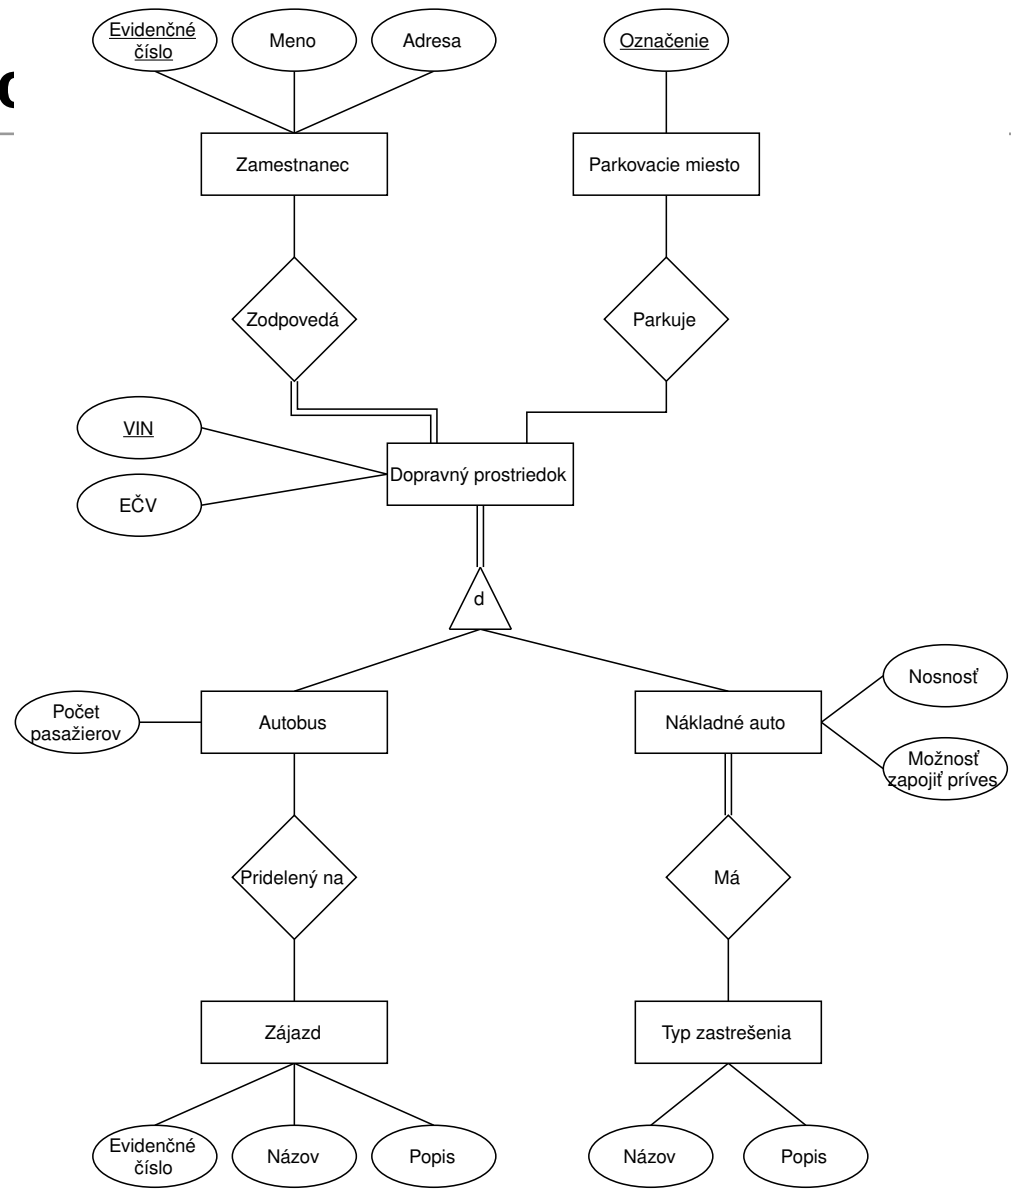 Evidenčné
číslo
Meno
Adresa
Označenie
Zamestnanec
Parkovacie miesto
Zodpovedá
Parkuje
VIN
Dopravný prostriedok
EČV
d
Nosnosť
Počet
pasažierov
Autobus
Nákladné auto
Možnosť
zapojiť príves
Pridelený na
Má
Zájazd
Typ zastrešenia
Evidenčné
číslo
Názov
Popis
Názov
Popis